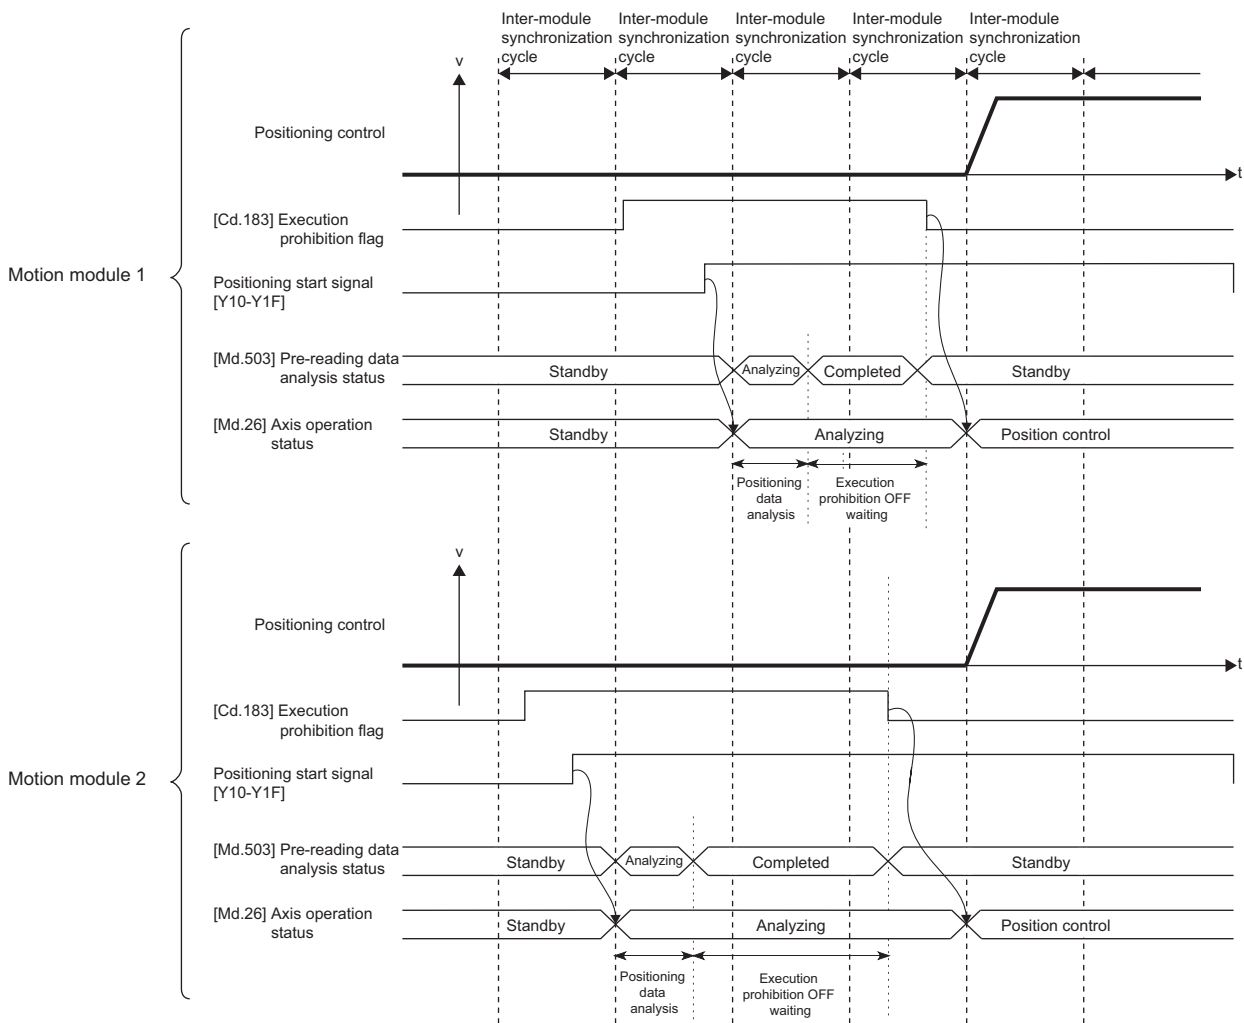 Inter-module Inter-module Inter-module Inter-module Inter-module
synchronization synchronization synchronization synchronization synchronization
cycle cycle cycle cycle cycle
v
Positioning control
t
[Cd.183] Execution
prohibition flag
Motion module 1
Positioning start signal
[Y10-Y1F]
[Md.503] Pre-reading data
analysis status
Standby Analyzing Completed Standby
[Md.26] Axis operation
status
Standby Analyzing Position control
Positioning
data
analysis
Execution
prohibition OFF
waiting
v
Positioning control
t
[Cd.183] Execution
prohibition flag
Motion module 2
Positioning start signal
[Y10-Y1F]
[Md.503] Pre-reading data
analysis status
Standby Analyzing Completed Standby
[Md.26] Axis operation
status
Standby Analyzing Position control
Positioning
data
analysis
Execution
prohibition OFF
waiting